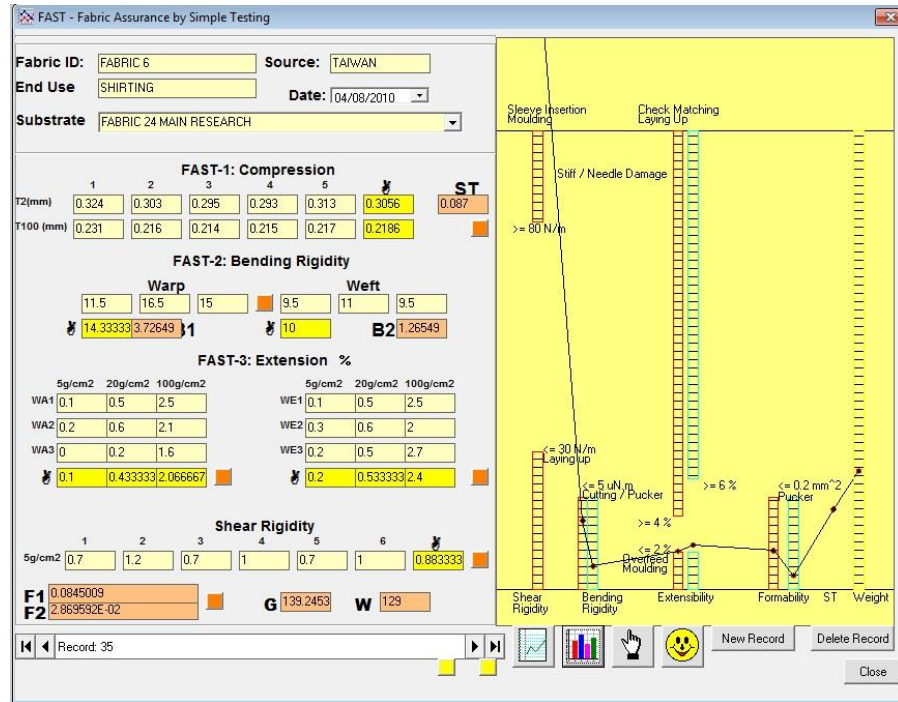 FAST - Fabric Assurance by Simple Testing
Fabric ID: FABRIC 6 Source: TAIWAN
End Use SHIRTING
Date: 04/08/2010
Substrate FABRIC 24 MAIN RESEARCH
FAST-1: Compression
1 2 3 4 5 ST
T2(mm) 0.324 0.303 0.295 0.293 0.313 0.3056 0.087
T100 (mm) 0.231 0.216 0.214 0.215 0.217 0.2186
FAST-2: Bending Rigidity
Warp Weft
11.5 16.5 15 9.5 11 9.5
14.33333 3.72649 31 10 B2 1.26549
FAST-3: Extension %
5g/cm2 20g/cm2 100g/cm2 5g/cm2 20g/cm2 100g/cm2
WA1 0.1 0.5 2.5 WE1 0.1 0.5 2.5
WA2 0.2 0.6 2.1 WE2 0.3 0.6 2
WA3 0 0.2 1.6 WE3 0.2 0.5 2.7
0.1 0.433333 2.066667 0.2 0.533333 2.4
Shear Rigidity
1 2 3 4 5 6
5g/cm2 0.7 1.2 0.7 1 0.7 1 0.883333
F1 0.0845009
F2 2.869592E-02
G 139.2453 W 129
Record: 35
Sleeve Insertion
Moulding
Check Matching
Laying Up
Stiff / Needle Damage
>= 80 N/m
<= 30 N/m
Laying up
<= 5 uN.m
Cutting / Pucker
>= 6 %
<= 0.2 mm^2
Pucker
>= 4 %
<= 2 %
Overfeed
Moulding
Shear Rigidity
Bending Rigidity
Extensibility
Formability
ST
Weight
New Record
Delete Record
Close